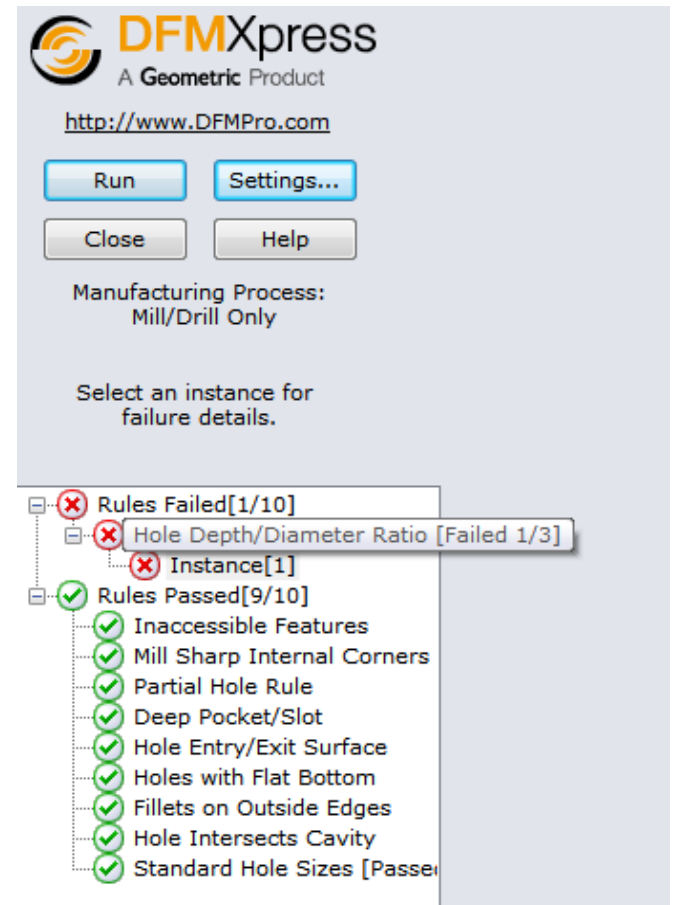 DFMXpress
A Geometric Product
http://www.DFMPro.com
Run Settings...
Close Help
Manufacturing Process:
Mill/Drill Only
Select an instance for
failure details.
Rules Failed[1/10]
Hole Depth/Diameter Ratio [Failed 1/3]
Instance[1]
Rules Passed[9/10]
Inaccessible Features
Mill Sharp Internal Corners
Partial Hole Rule
Deep Pocket/Slot
Hole Entry/Exit Surface
Holes with Flat Bottom
Fillets on Outside Edges
Hole Intersects Cavity
Standard Hole Sizes